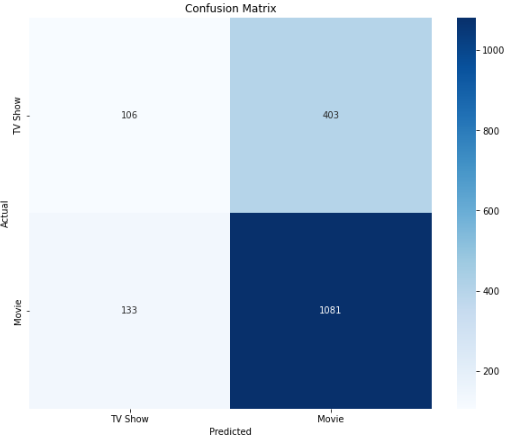 Confusion Matrix
TV Show
106
403
1000
800
600
400
200
Actual
Movie
133
1081
TV Show
Movie
Predicted